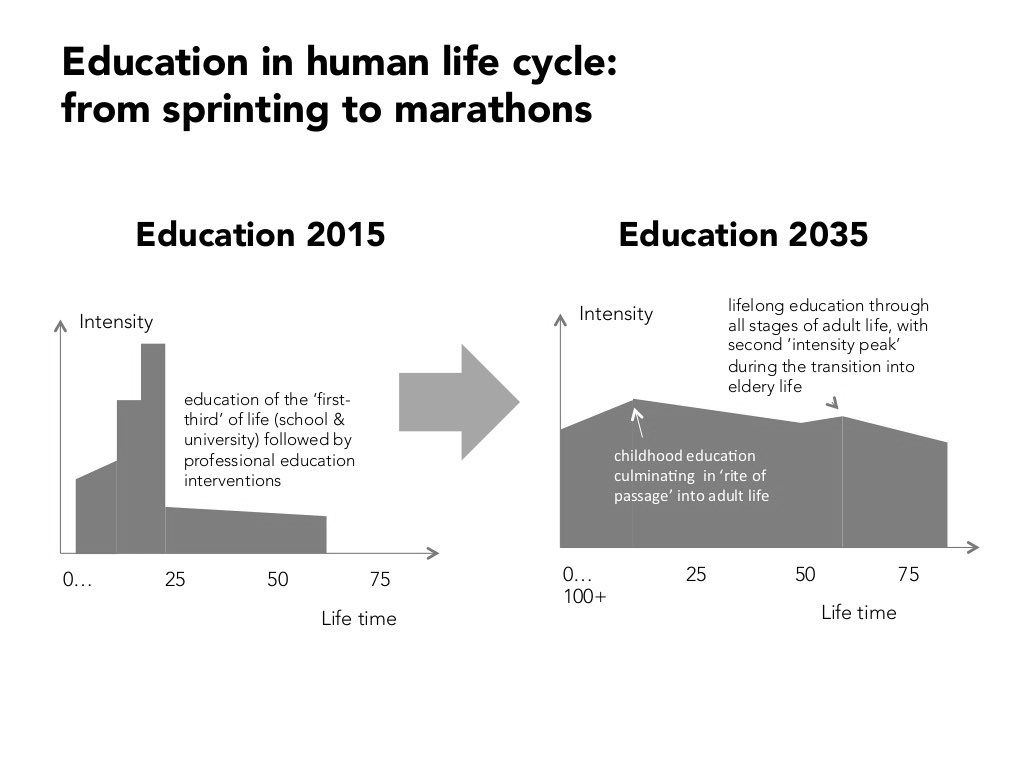 Education in human life cycle:
from sprinting to marathons
Education 2015
Intensity
education of the ‘first-
third’ of life (school &
university) followed by
professional education
interventions
0…
25
50
75
Life time
Education 2035
Intensity
lifelong education through
all stages of adult life, with
second ‘intensity peak’
during the transition into
eldery life
childhood education
culminating in ‘rite of
passage’ into adult life
0…
100+
25
50
75
Life time